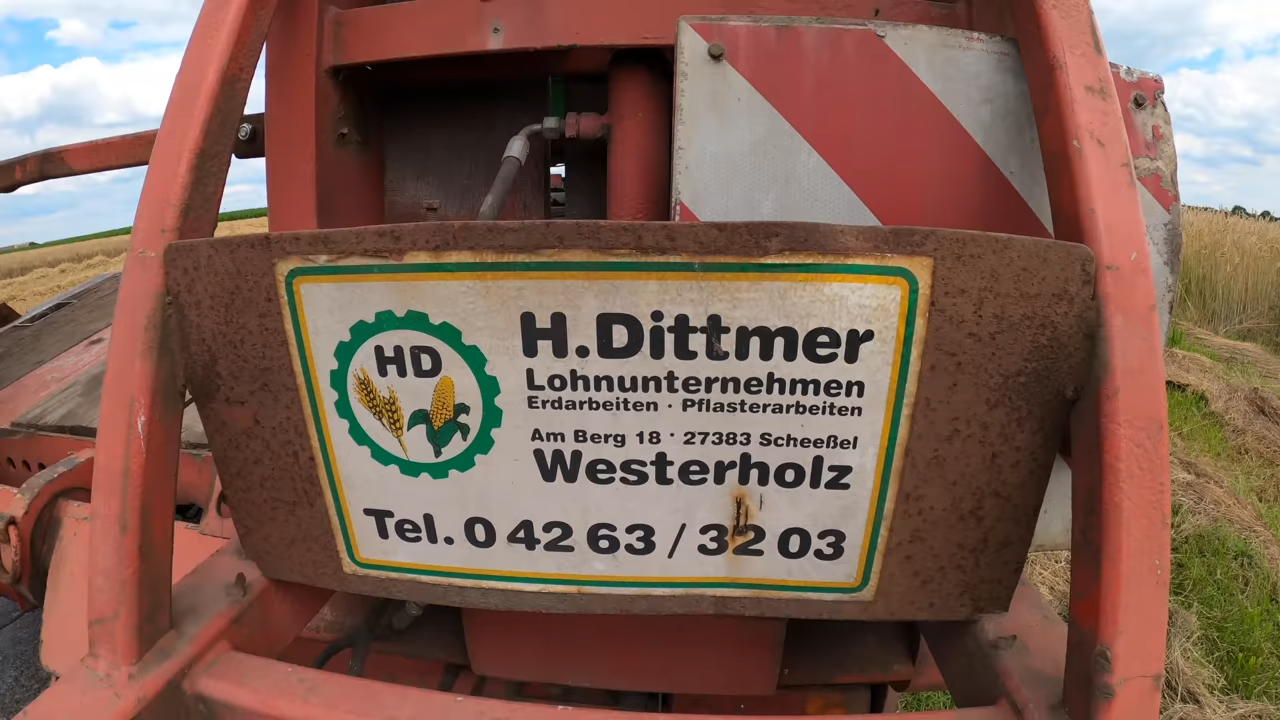 HD
H.Dittmer
Lohnunternehmen
Erdarbeiten · Pflasterarbeiten
Am Berg 18 · 27383 Scheeßel
Westerholz
Tel. 0 42 63 / 32 03